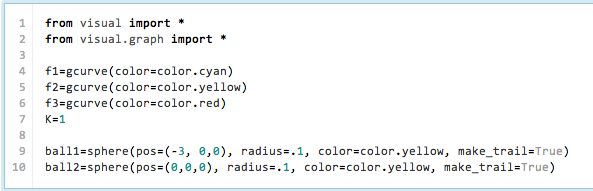 1 from visual import *
2 from visual.graph import *
3
4 f1=gcurve(color=color.cyan)
5 f2=gcurve(color=color.yellow)
6 f3=gcurve(color=color.red)
7 K=1
8
9 ball1=sphere(pos=(-3, 0,0), radius=.1, color=color.yellow, make_trail=True)
10 ball2=sphere(pos=(0,0,0), radius=.1, color=color.yellow, make_trail=True)